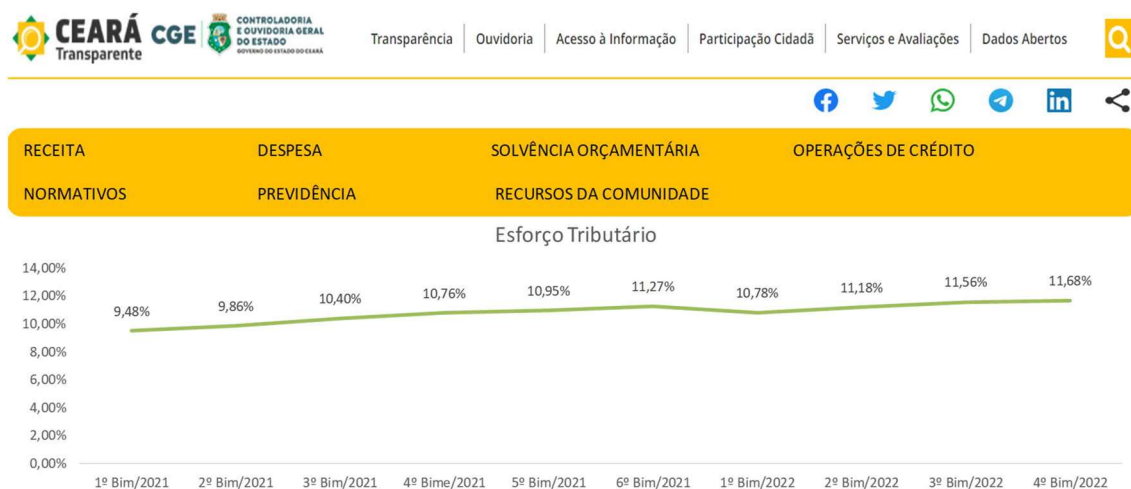 CEARÁ
Transparente
CGE
CONTROLADORIA
E OUVIDORIA GERAL
DO ESTADO
GOVERNO DO ESTADO DO CEARÁ
Transparência Ouvidoria Acesso à Informação Participação Cidadã Serviços e Avaliações Dados Abertos
RECEITA DESPESA SOLVÊNCIA ORÇAMENTÁRIA OPERAÇÕES DE CRÉDITO
NORMATIVOS PREVIDÊNCIA RECURSOS DA COMUNIDADE
Esforço Tributário
14,00%
12,00%
10,00%
8,00%
6,00%
4,00%
2,00%
0,00%
9,48% 9,86% 10,40% 10,76% 10,95% 11,27% 10,78% 11,18% 11,56% 11,68%
1º Bim/2021 2º Bim/2021 3º Bim/2021 4º Bime/2021 5º Bim/2021 6º Bim/2021 1º Bim/2022 2º Bim/2022 3º Bim/2022 4º Bim/2022